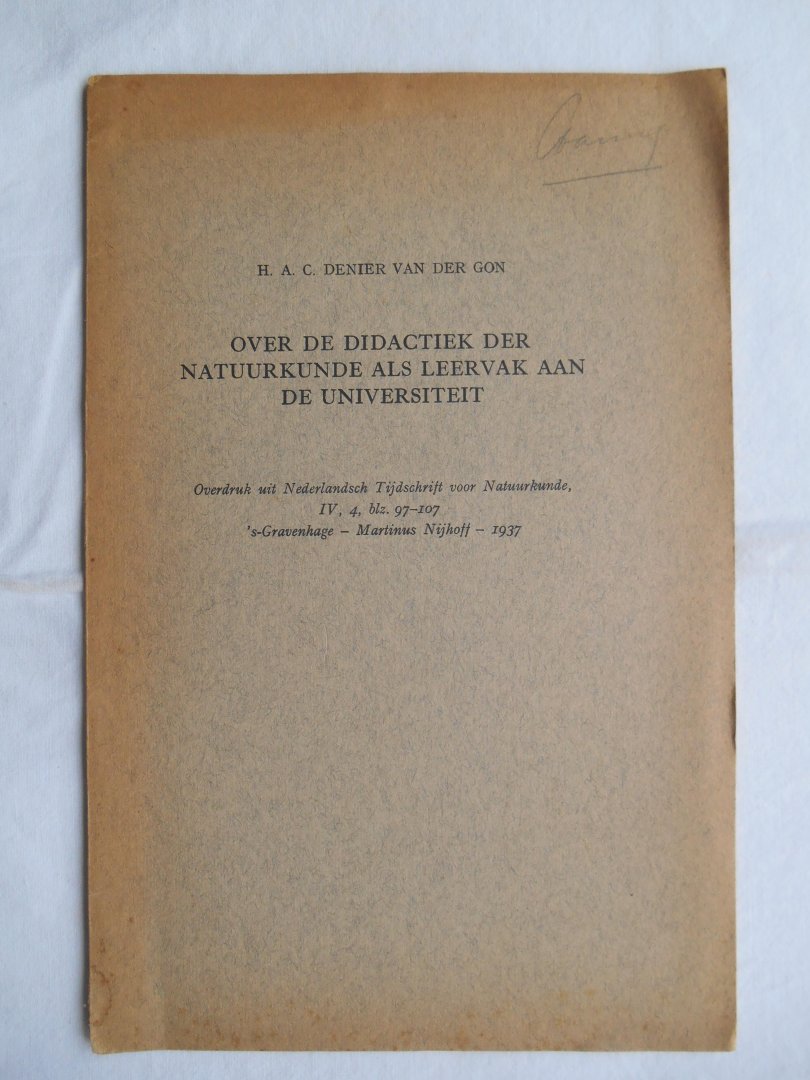 H. A. C. DENIER VAN DER GON
OVER DE DIDACTIEK DER
NATUURKUNDE ALS LEERVAK AAN
DE UNIVERSITEIT
Overdruk uit Nederlandsch Tijdschrift voor Natuurkunde,
IV, 4, blz. 97–107
's-Gravenhage – Martinus Nijhoff – 1937